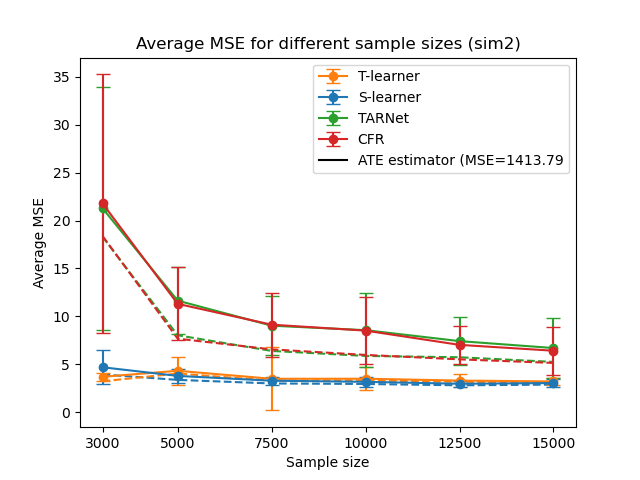 Average MSE for different sample sizes (sim2)
T-learner
S-learner
TARNet
CFR
ATE estimator (MSE=1413.79
Average MSE
35
30
25
20
15
10
5
0
3000 5000 7500 10000 12500 15000
Sample size